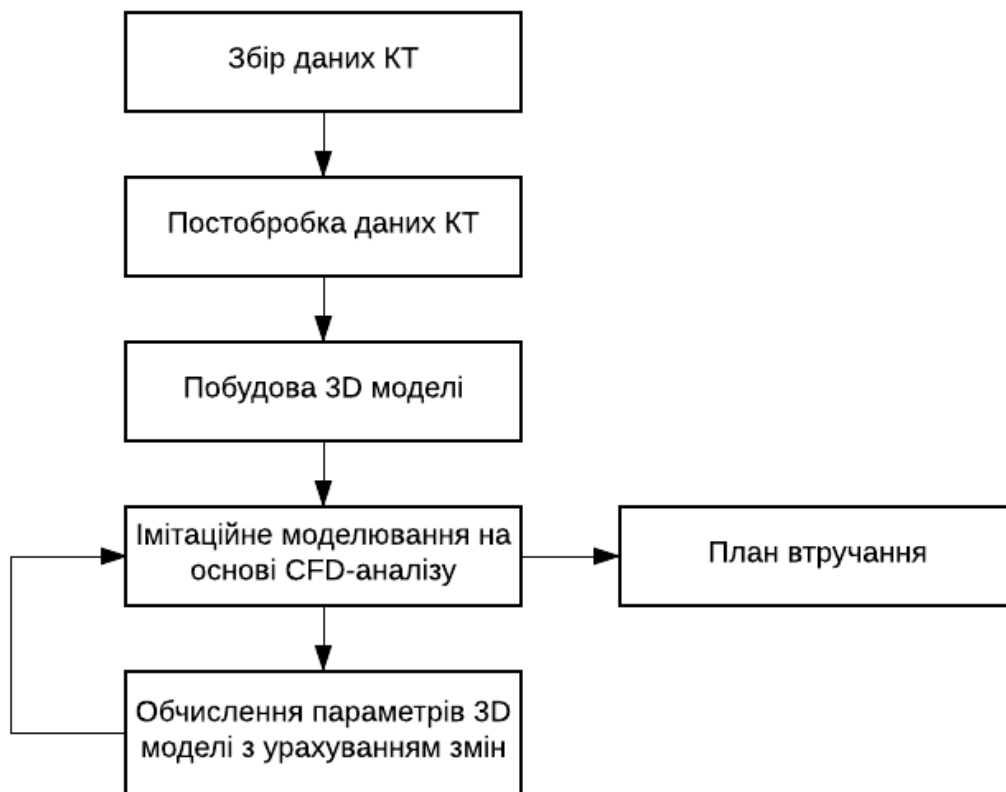 Збір даних КТ
Постобробка даних КТ
Побудова 3D моделі
Імітаційне моделювання на
основі CFD-аналізу
План втручання
Обчислення параметрів 3D
моделі з урахуванням змін